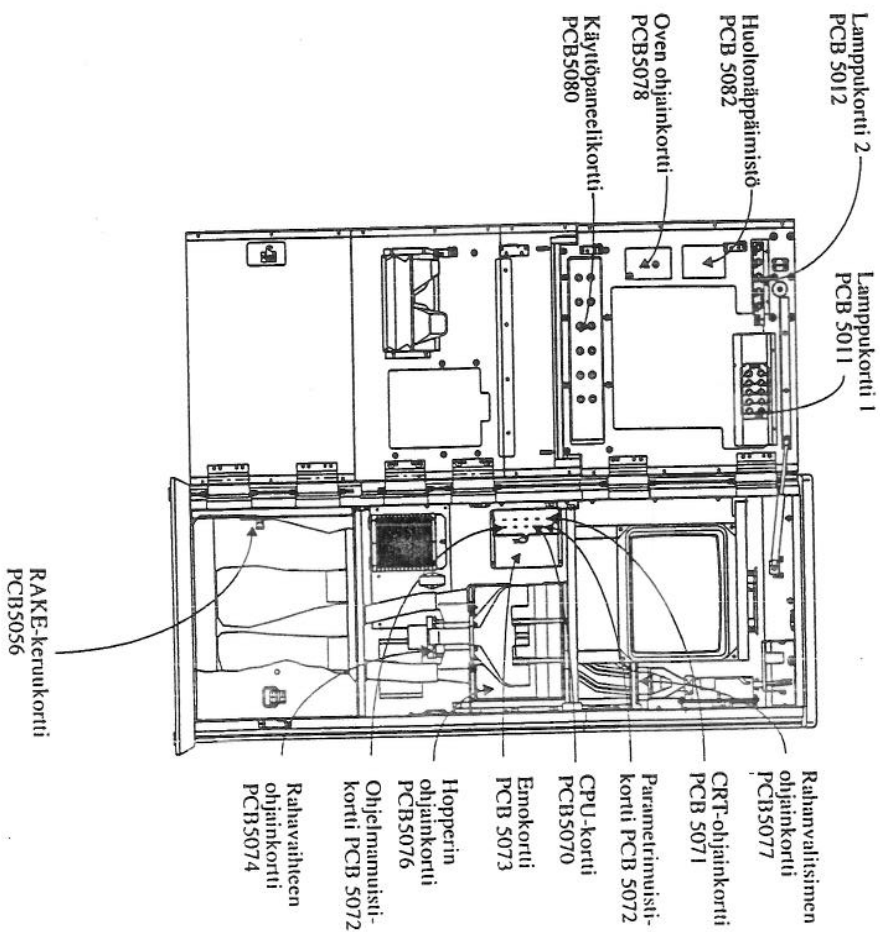 Lamppukortti 2
PCB 5012
Huoltonäppäimistö
PCB 5082
Oven ohjainkortti
PCB5078
Käyttöpaneelikortti
PCB5080
Lamppukortti 1
PCB 5011
Rahanvalitsimen
ohjainkortti
PCB5077
CRT-ohjainkortti
PCB 5071
Parametrimuisti-
kortti PCB 5072
CPU-kortti
PCB5070
Emokortti
PCB 5073
Hopperin
ohjainkortti
PCB5076
Ohjelmamuisti-
kortti PCB 5072
Rahavaihteen
ohjainkortti
PCB5074
RAKE-keruukortti
PCB5056